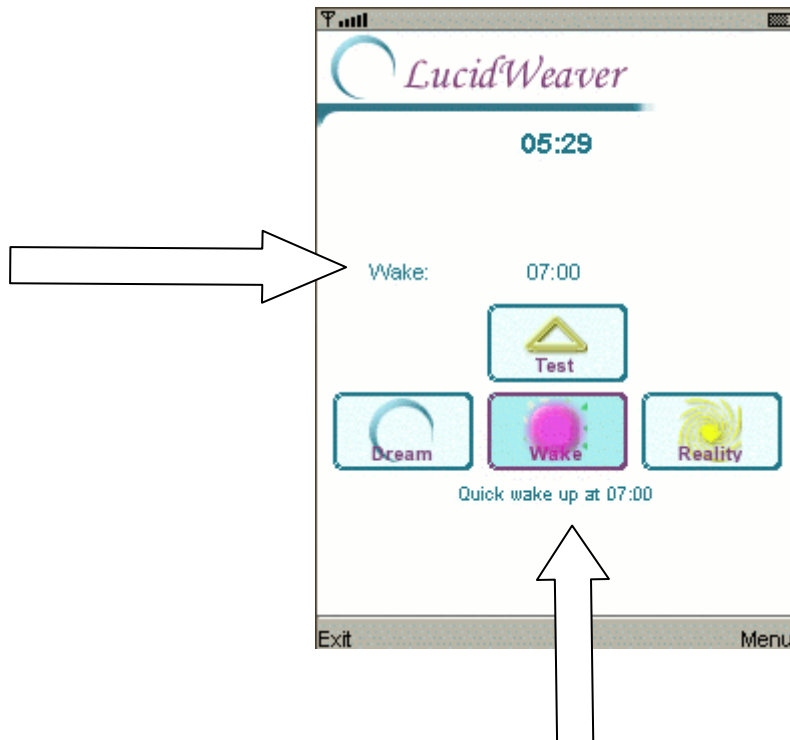 LucidWeaver
05:29
Wake: 07:00
Test
Dream Wake Reality
Quick wake up at 07:00
Exit Menu